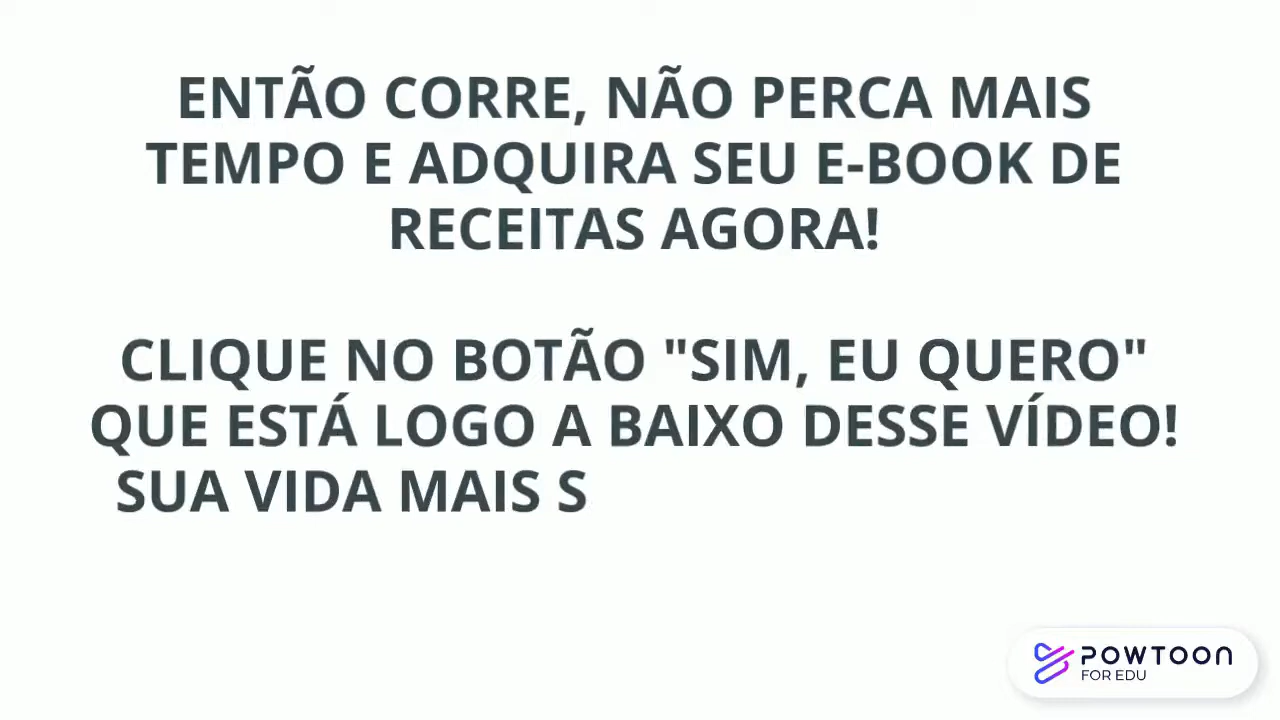 ENTÃO CORRE, NÃO PERCA MAIS
TEMPO E ADQUIRA SEU E-BOOK DE
RECEITAS AGORA!
CLIQUE NO BOTÃO "SIM, EU QUERO"
QUE ESTÁ LOGO A BAIXO DESSE VÍDEO!
SUA VIDA MAIS S
POWTOON
FOR EDU